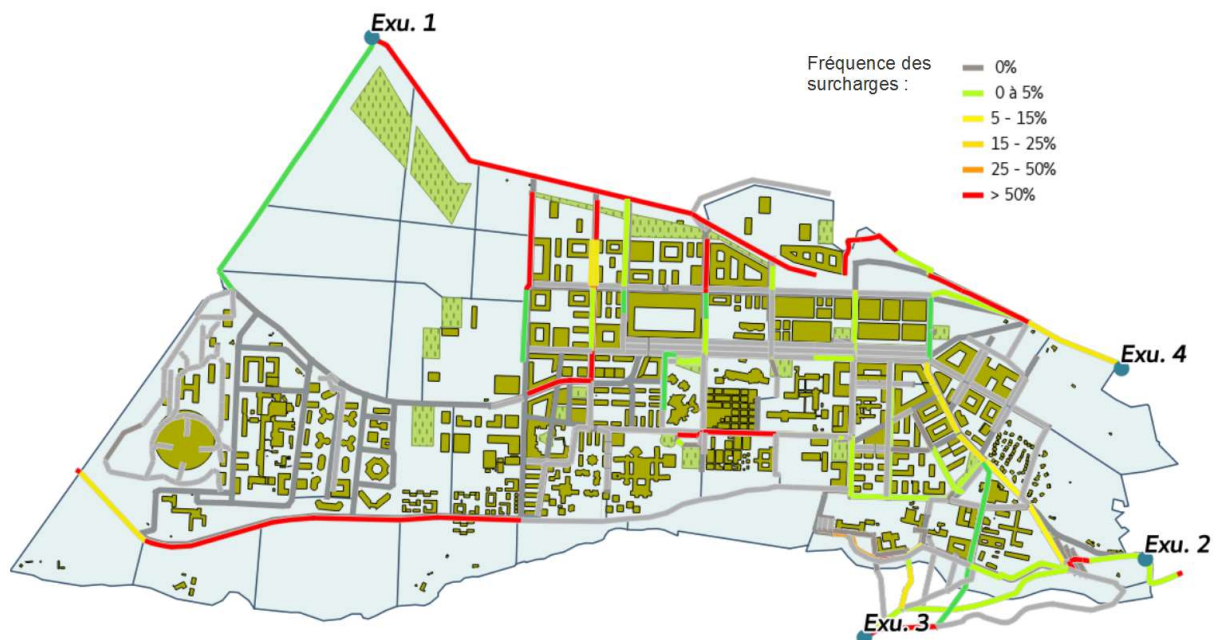 Exu. 1
Fréquence des
surcharges :
0%
0 à 5%
5 - 15%
15 - 25%
25 - 50%
> 50%
Exu. 4
Exu. 2
Exu. 3